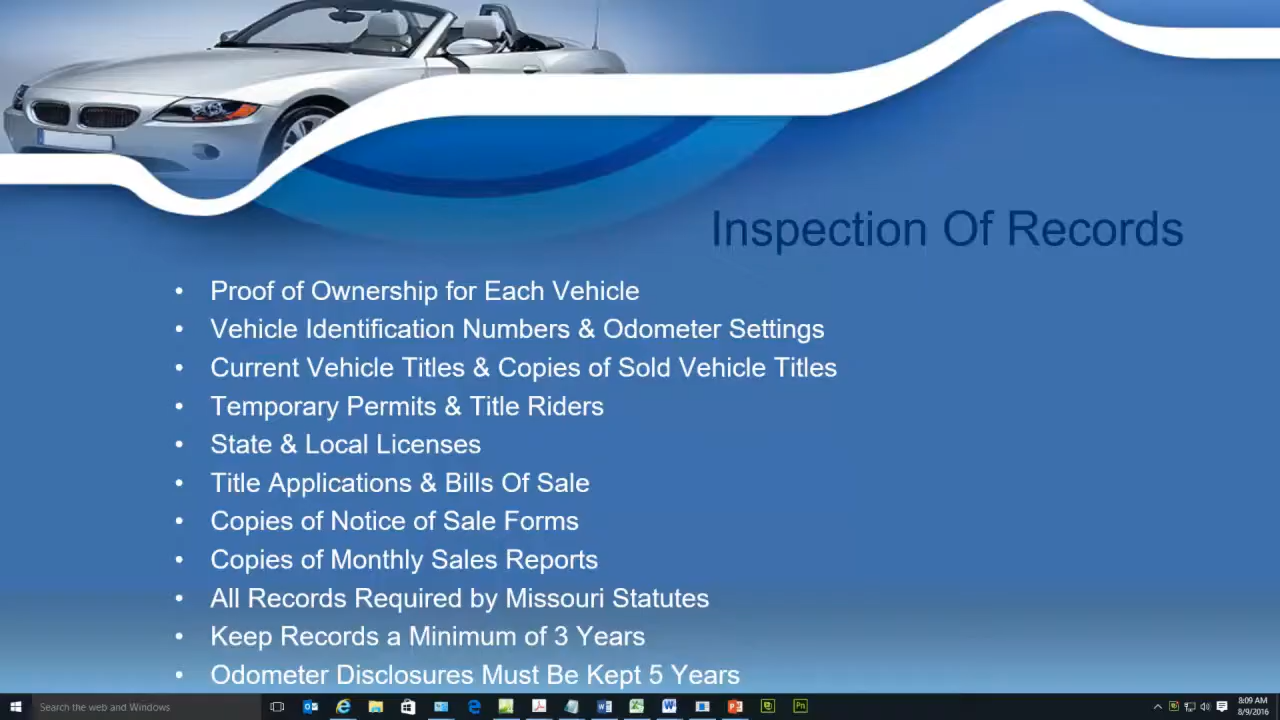 Inspection Of Records
• Proof of Ownership for Each Vehicle
• Vehicle Identification Numbers & Odometer Settings
• Current Vehicle Titles & Copies of Sold Vehicle Titles
• Temporary Permits & Title Riders
• State & Local Licenses
• Title Applications & Bills Of Sale
• Copies of Notice of Sale Forms
• Copies of Monthly Sales Reports
• All Records Required by Missouri Statutes
• Keep Records a Minimum of 3 Years
• Odometer Disclosures Must Be Kept 5 Years
Search the web and Windows
8:09 AM
8/9/2016